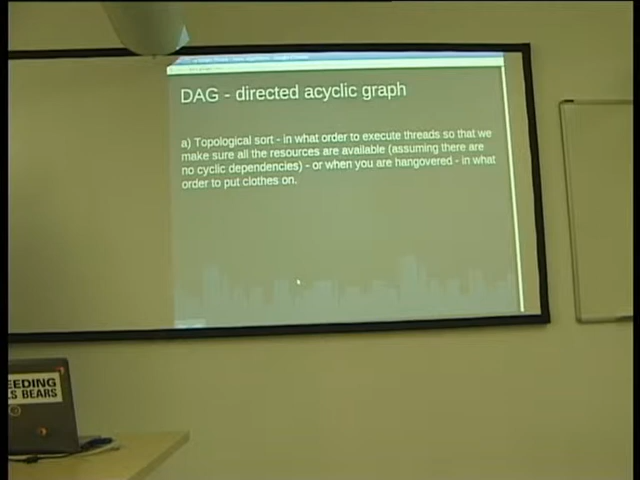 DAG - directed acyclic graph
a) Topological sort - in what order to execute threads so that we
make sure all the resources are available (assuming there are
no cyclic dependencies) - or when you are hangovered - in what
order to put clothes on.
EEDING
LS BEARS